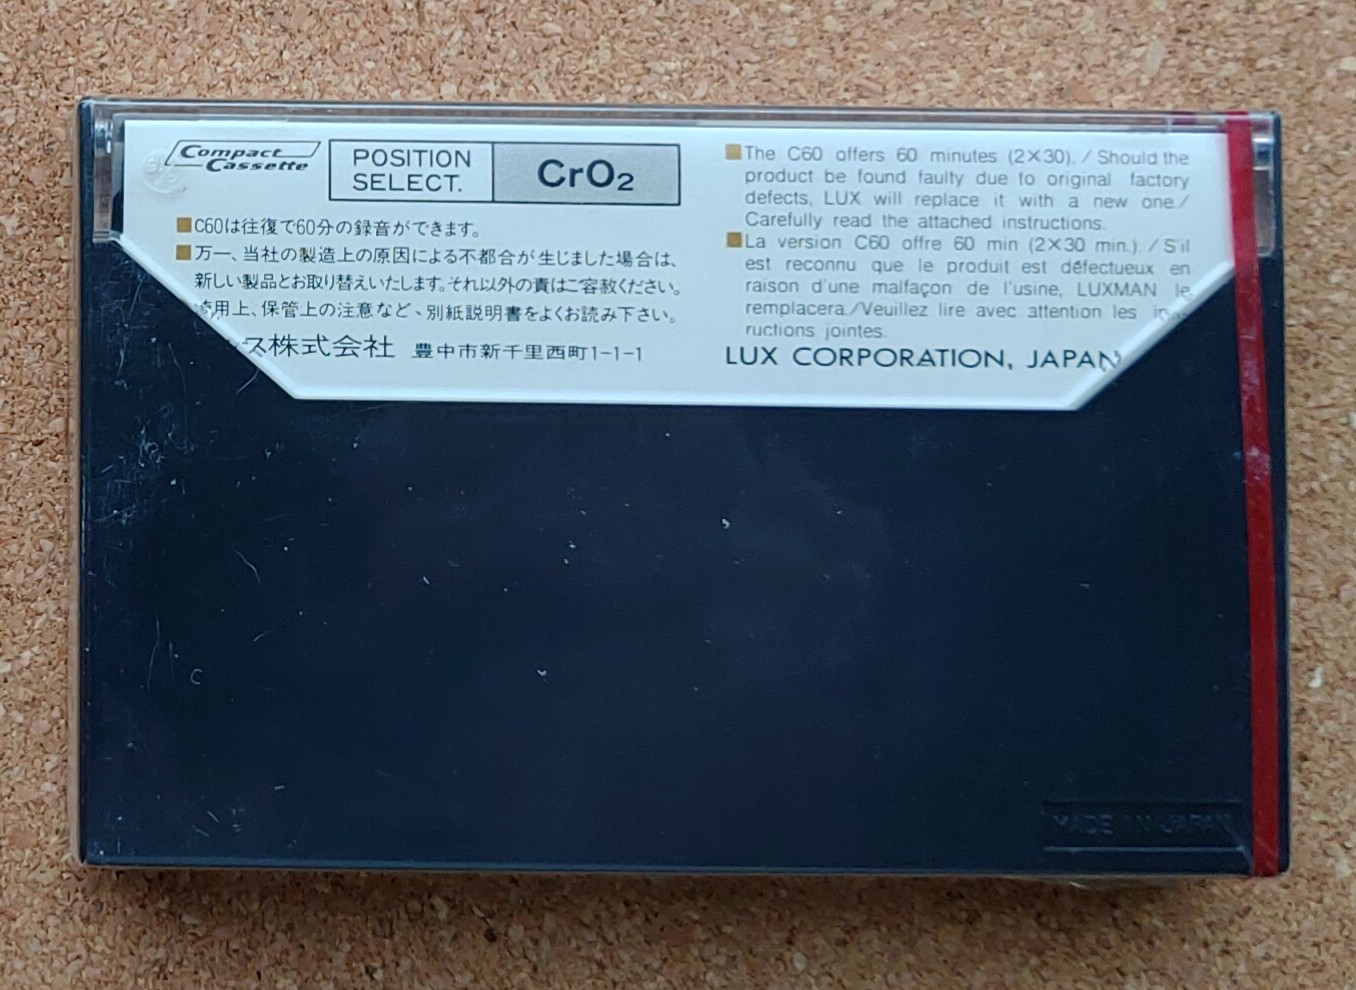 Compact
Cassette
POSITION
SELECT.
CrO2
■C60は往復で60分の録音ができます。
■万一、当社の製造上の原因による不都合が生じました場合は、
新しい製品とお取り替えいたします。それ以外の責はご容赦ください。
用上、保管上の注意など、別紙説明書をよくお読み下さい。
ス株式会社 豊中市新千里西町1-1-1
■The C60 offers 60 minutes (2×30). / Should the
product be found faulty due to original factory
defects, LUX will replace it with a new one./
Carefully read the attached instructions.
■La version C60 offre 60 min (2×30 min.). / S'il
est reconnu que le produit est défectueux en
raison d'une malfaçon de l'usine, LUXMAN le
remplacera./Veuillez lire avec attention les
ructions jointes.
LUX CORPORATION, JAPAN
MADE IN JAPAN